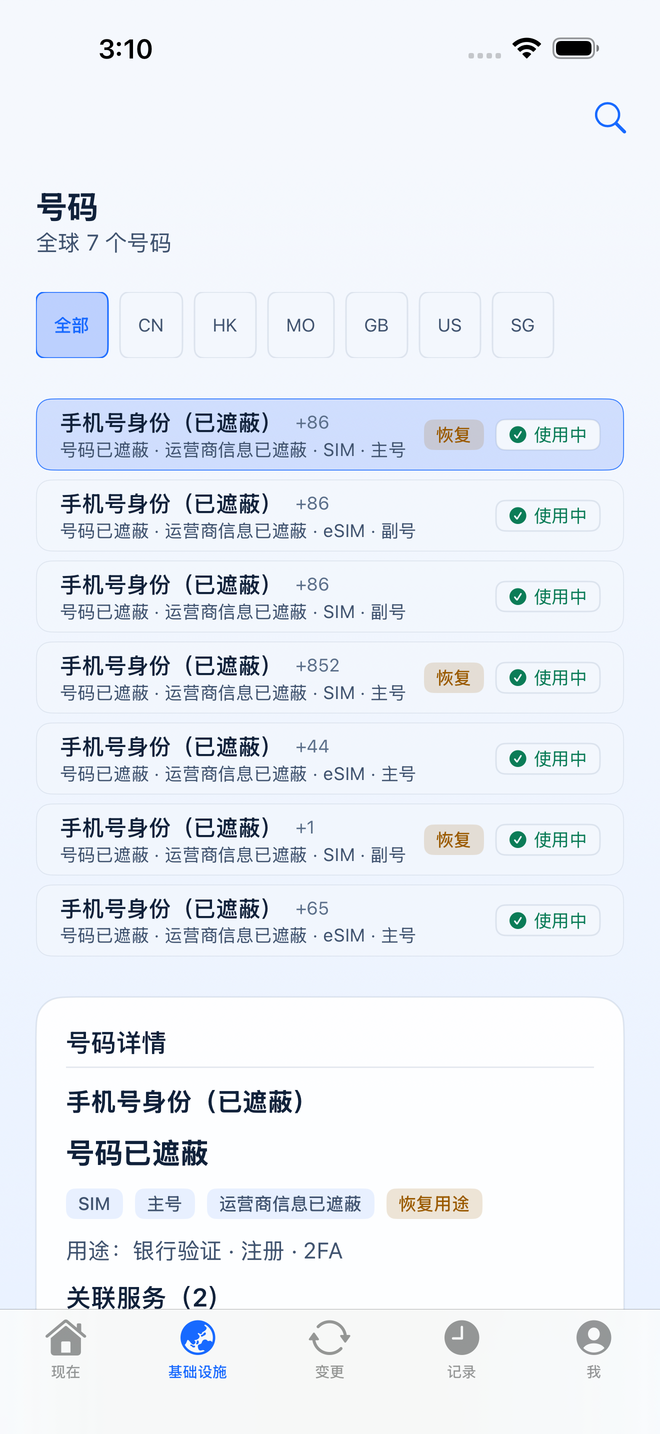 3:10
号码
全球 7 个号码
全部 CN HK MO GB US SG
手机号身份（已遮蔽） +86
号码已遮蔽 · 运营商信息已遮蔽 · SIM · 主号
恢复 使用中
手机号身份（已遮蔽） +86
号码已遮蔽 · 运营商信息已遮蔽 · eSIM · 副号
使用中
手机号身份（已遮蔽） +86
号码已遮蔽 · 运营商信息已遮蔽 · SIM · 副号
使用中
手机号身份（已遮蔽） +852
号码已遮蔽 · 运营商信息已遮蔽 · SIM · 主号
恢复 使用中
手机号身份（已遮蔽） +44
号码已遮蔽 · 运营商信息已遮蔽 · eSIM · 主号
使用中
手机号身份（已遮蔽） +1
号码已遮蔽 · 运营商信息已遮蔽 · SIM · 副号
恢复 使用中
手机号身份（已遮蔽） +65
号码已遮蔽 · 运营商信息已遮蔽 · eSIM · 主号
使用中
号码详情
手机号身份（已遮蔽）
号码已遮蔽
SIM 主号 运营商信息已遮蔽 恢复用途
用途：银行验证 · 注册 · 2FA
关联服务（2）
现在 基础设施 变更 记录 我